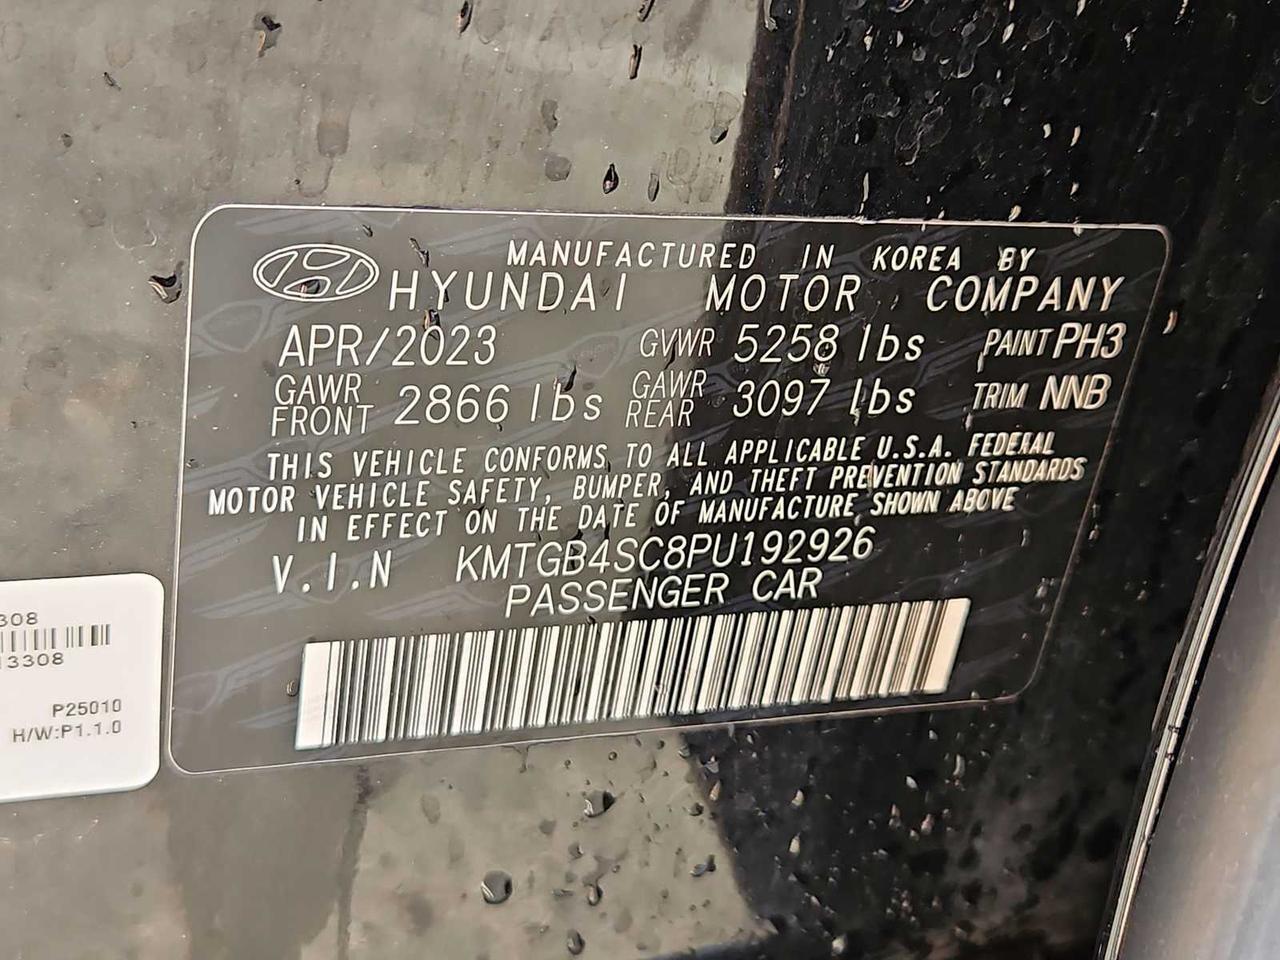 MANUFACTURED IN KOREA BY
HYUNDAI MOTOR COMPANY
APR/2023 GVWR 5258 lbs PAINT PH3
GAWR FRONT 2866 lbs GAWR REAR 3097 lbs TRIM NNB
THIS VEHICLE CONFORMS TO ALL APPLICABLE U.S.A. FEDERAL
MOTOR VEHICLE SAFETY, BUMPER, AND THEFT PREVENTION STANDARDS
IN EFFECT ON THE DATE OF MANUFACTURE SHOWN ABOVE
V.I.N KMTGB4SC8PU192926
PASSENGER CAR
308
13308
P25010
H/W:P1.1.0